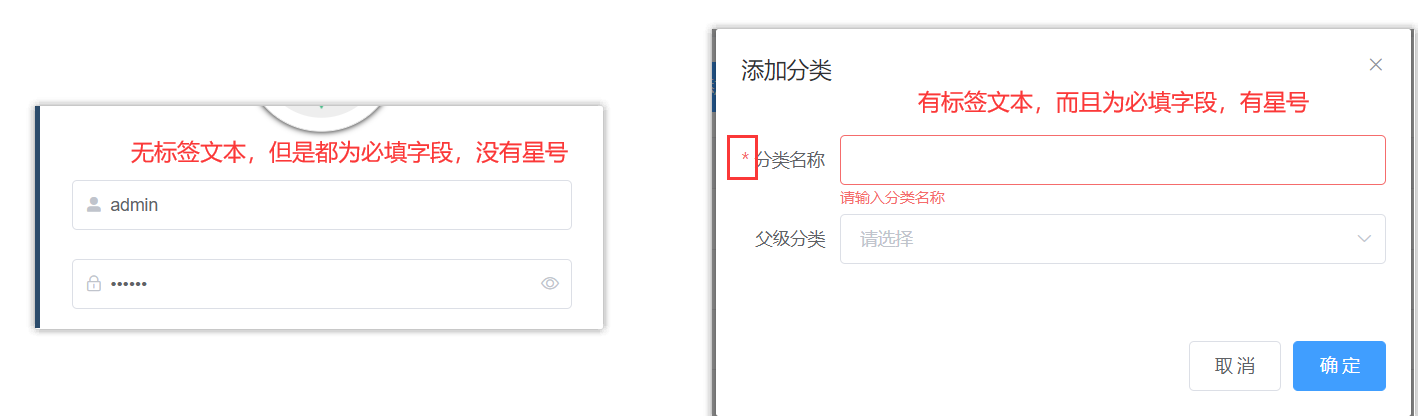 无标签文本，但是都为必填字段，没有星号
admin
••••••
添加分类
有标签文本，而且为必填字段，有星号
* 分类名称
请输入分类名称
父级分类 请选择
取消 确定